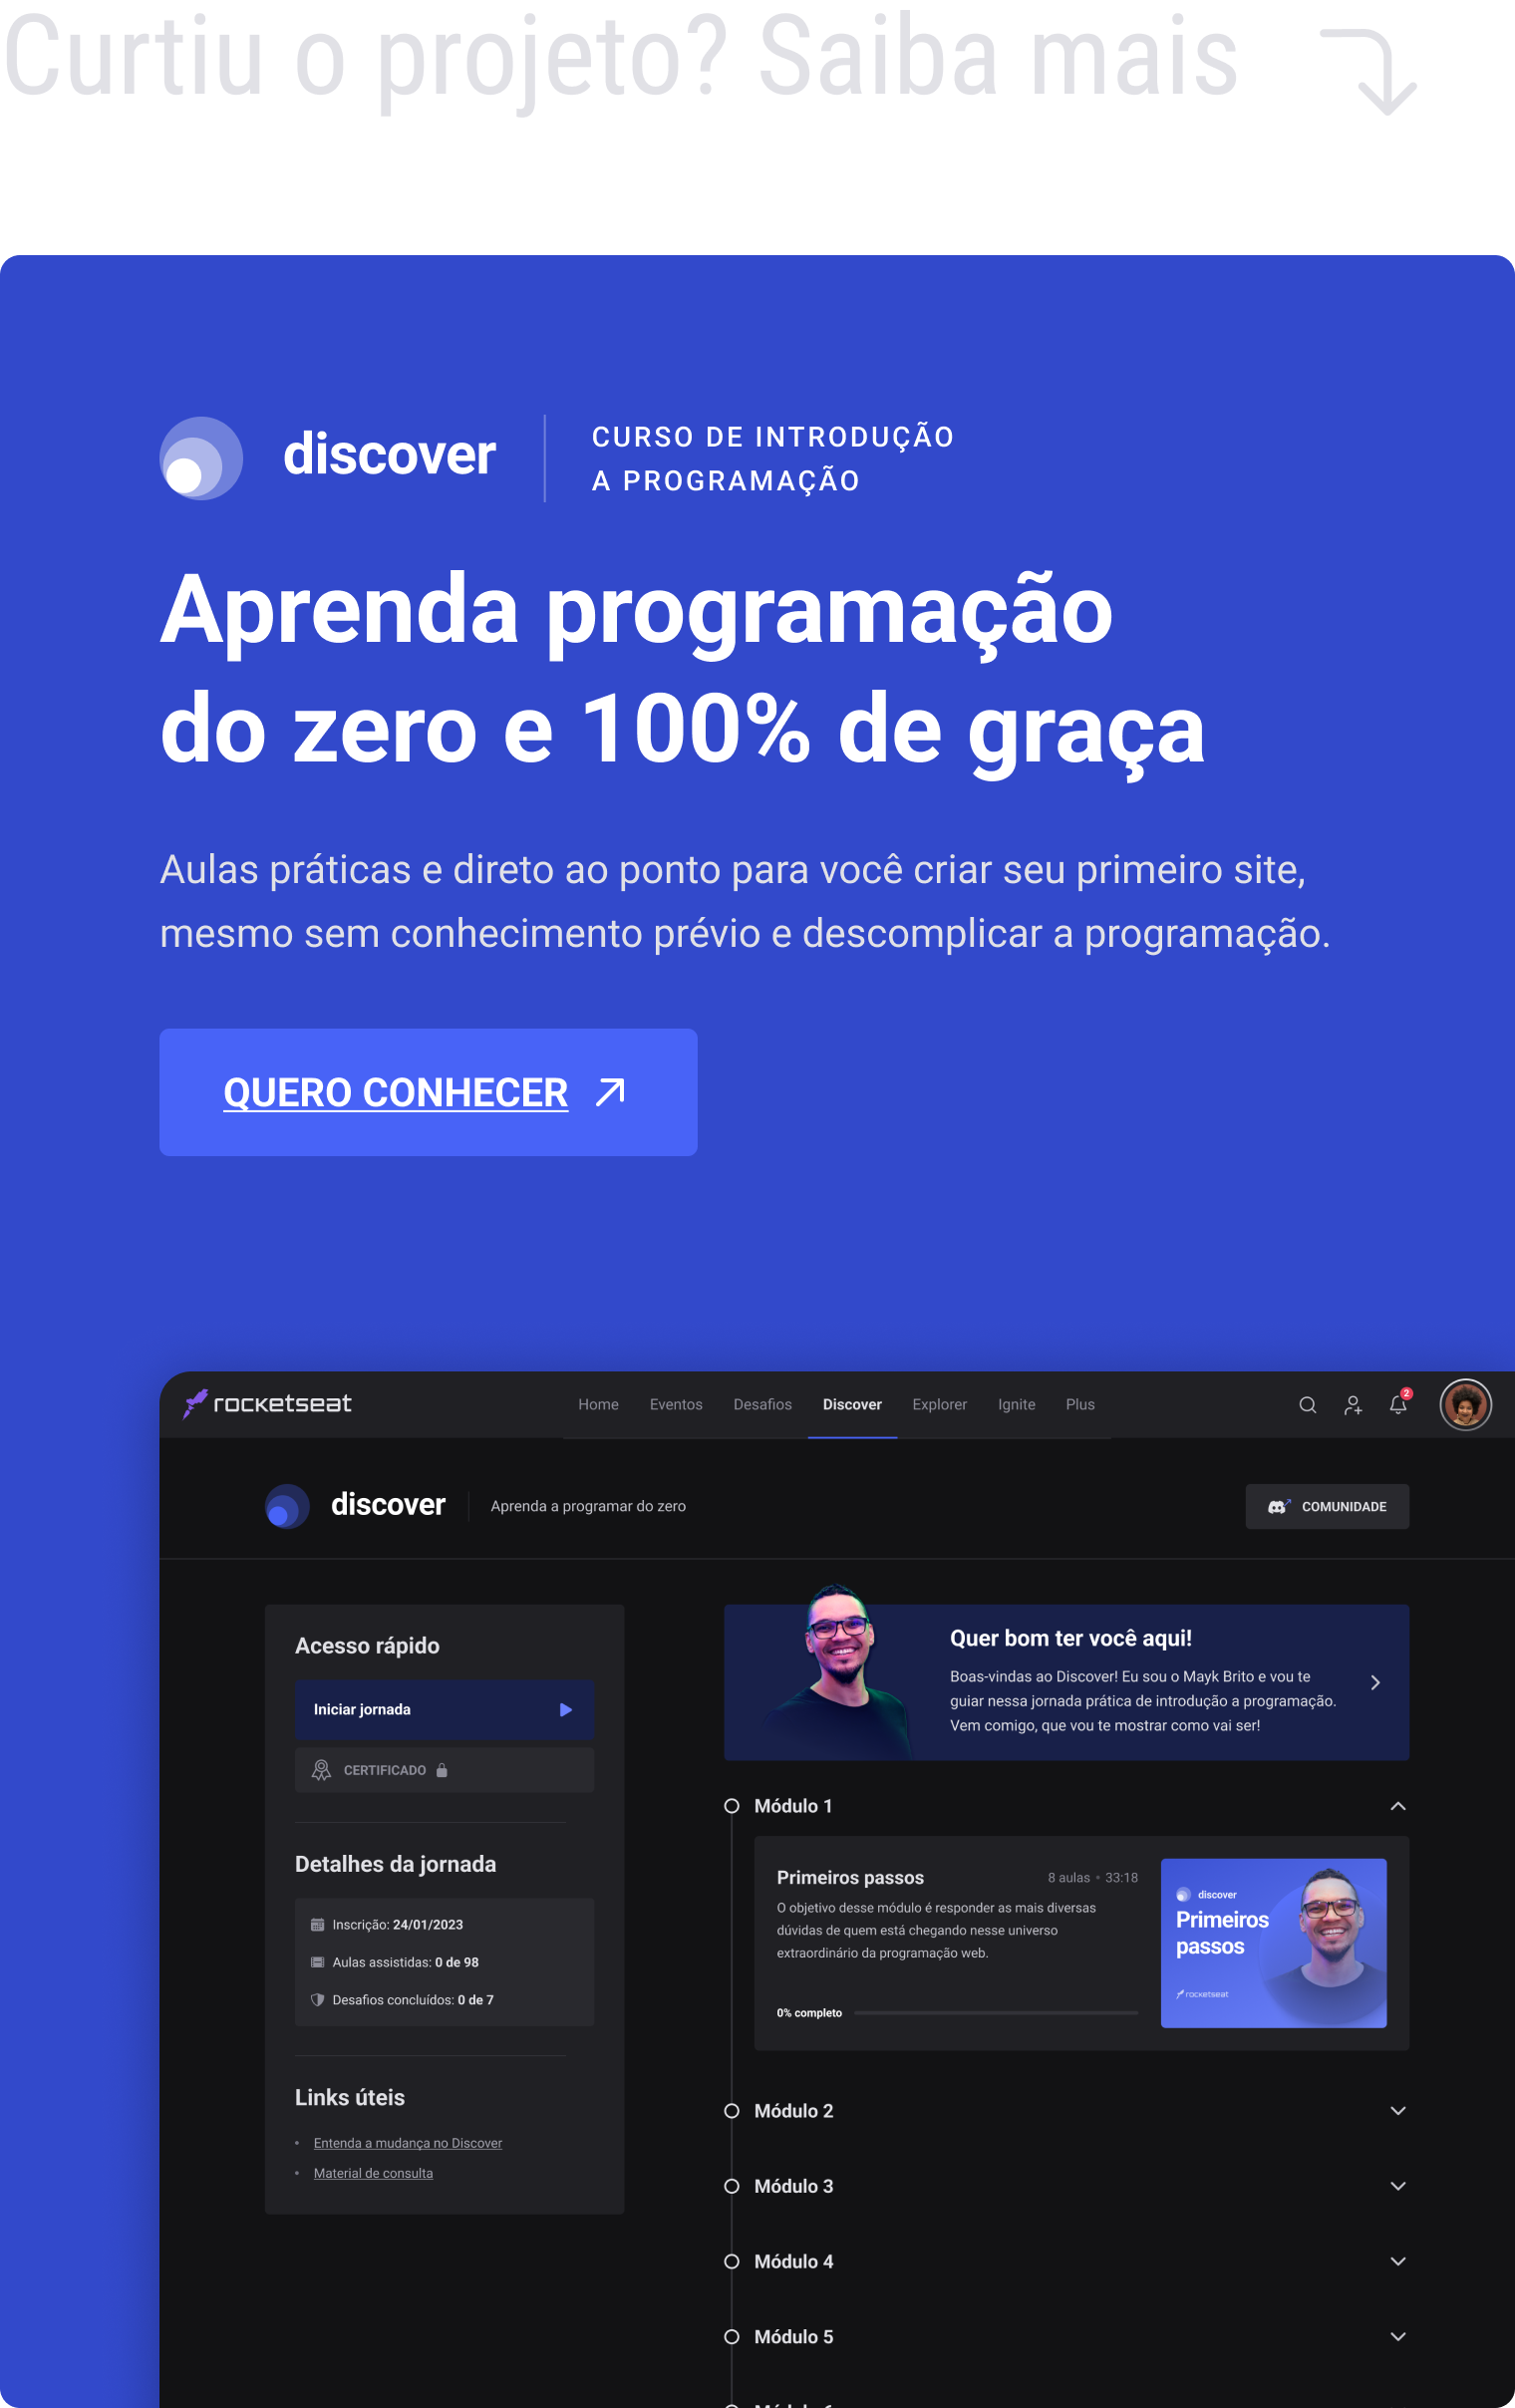 Curtiu o projeto? Saiba mais
discover
CURSO DE INTRODUÇÃO
A PROGRAMAÇÃO
Aprenda programação
do zero e 100% de graça
Aulas práticas e direto ao ponto para você criar seu primeiro site,
mesmo sem conhecimento prévio e descomplicar a programação.
QUERO CONHECER
rocketseat
Home Eventos Desafios Discover Explorer Ignite Plus
2
discover
Aprenda a programar do zero
COMUNIDADE
Acesso rápido
Iniciar jornada
CERTIFICADO
Detalhes da jornada
Inscrição: 24/01/2023
Aulas assistidas: 0 de 98
Desafios concluídos: 0 de 7
Links úteis
Entenda a mudança no Discover
Material de consulta
Quer bom ter você aqui!
Boas-vindas ao Discover! Eu sou o Mayk Brito e vou te
guiar nessa jornada prática de introdução a programação.
Vem comigo, que vou te mostrar como vai ser!
Módulo 1
Primeiros passos
8 aulas • 33:18
O objetivo desse módulo é responder as mais diversas
dúvidas de quem está chegando nesse universo
extraordinário da programação web.
0% completo
discover
Primeiros
passos
rocketseat
Módulo 2
Módulo 3
Módulo 4
Módulo 5